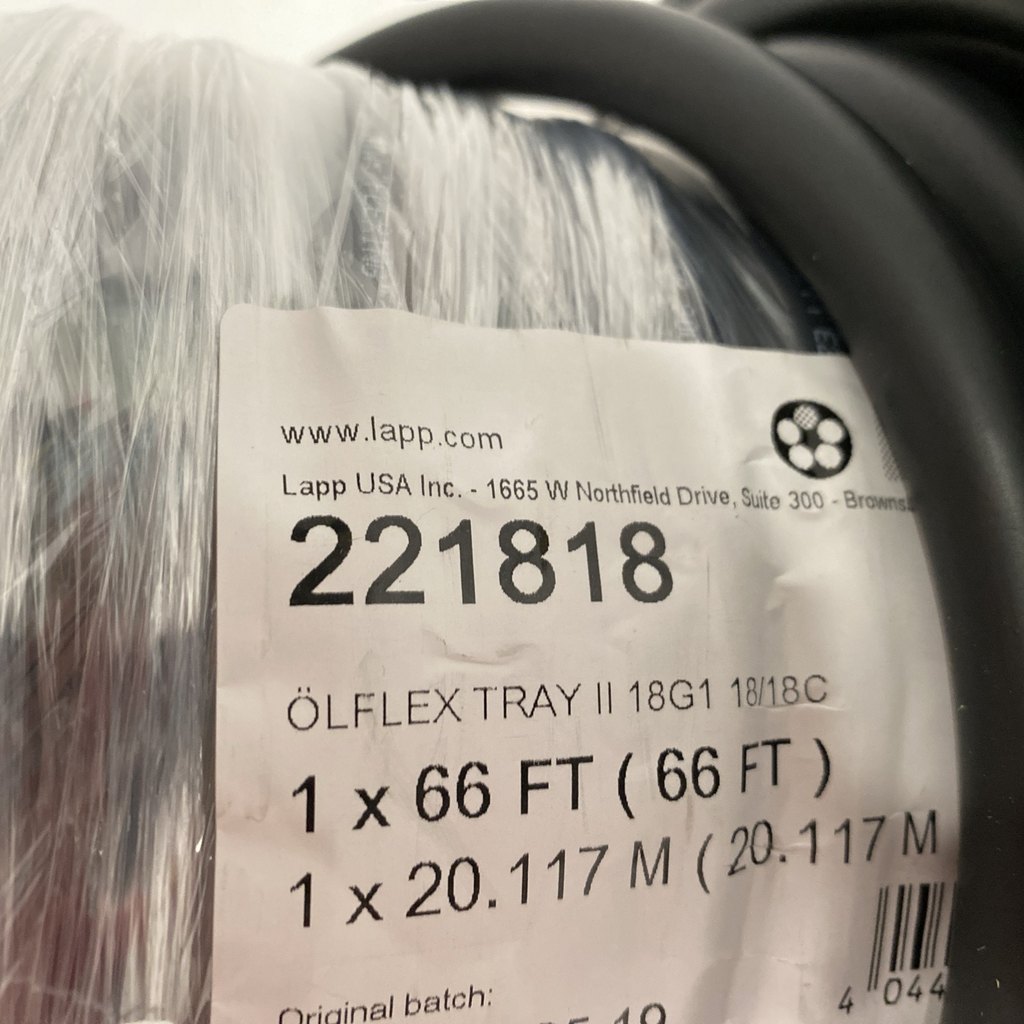 www.lapp.com
Lapp USA Inc. - 1665 W Northfield Drive, Suite 300 - Browns
221818
ÖLFLEX TRAY II 18G1 18/18C
1 x 66 FT ( 66 FT )
1 x 20.117 M ( 20.117 M
4 044
Original batch: